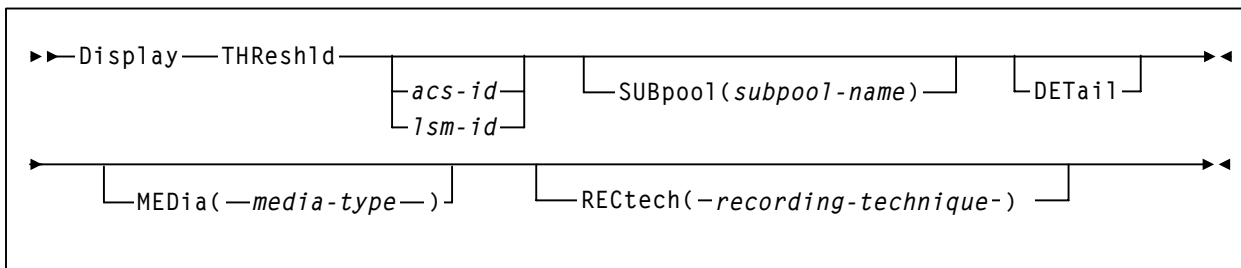 Display THReshld
acs-id
lsm-id
SUBpool(subpool-name)
DETail
MEDia( media-type )
RECtech( recording-technique )